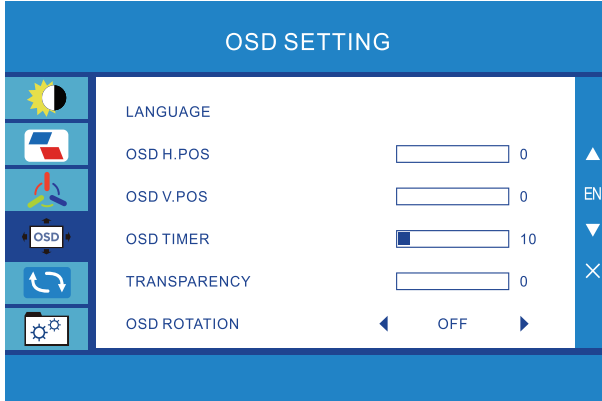 OSD SETTING
LANGUAGE
OSD H.POS 0
OSD V.POS 0
OSD OSD TIMER 10
TRANSPARENCY 0
OSD ROTATION OFF
EN